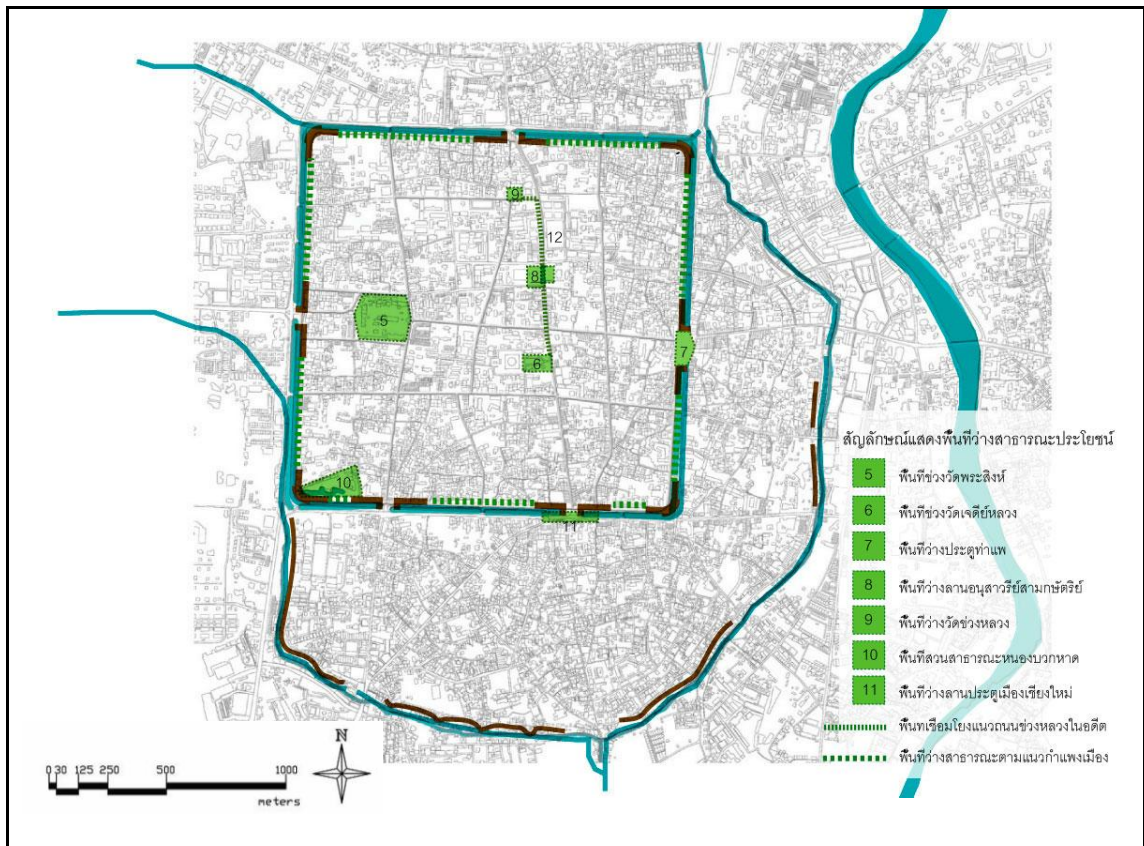 9
12
8
5
7
6
10
11
สัญลักษณ์แสดงพื้นที่ว่างสาธารณะประโยชน์
5 พื้นที่ข่วงวัดพระสิงห์
6 พื้นที่ข่วงวัดเจดีย์หลวง
7 พื้นที่ว่างประตูท่าแพ
8 พื้นที่ว่างลานอนุสาวรีย์สามกษัตริย์
9 พื้นที่ว่างวัดข่วงหลวง
10 พื้นที่สวนสาธารณะหนองบวกหาด
11 พื้นที่ว่างลานประตูเมืองเชียงใหม่
พื้นทเชื่อมโยงแนวถนนข่วงหลวงในอดีต
พื้นที่ว่างสาธารณะตามแนวกำแพงเมือง
N
0 30 125 250 500 1000
meters